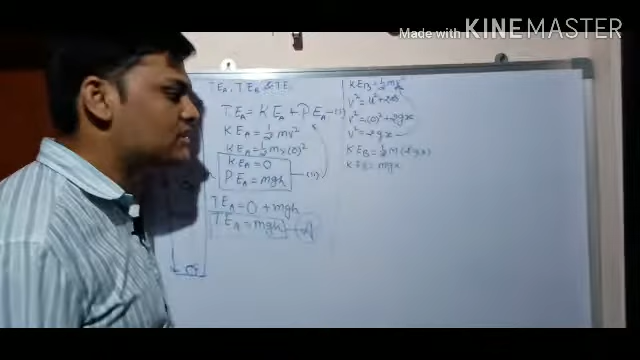 Made with KINEMASTER
TEA, TEB & TE
TEA = KEA + PEA —(i)
KEA = 1/2 mv²
KEA = 1/2 m x (0)²
KEA = 0
PEA = mgh —(ii)
TEA = 0 + mgh
TEA = mgh — A
KEB = 1/2 mv²
V² = u² + 2as
V² = (0)² + 2gx
V² = 2gx
KEB = 1/2 m (2gx)
KEB = mgx